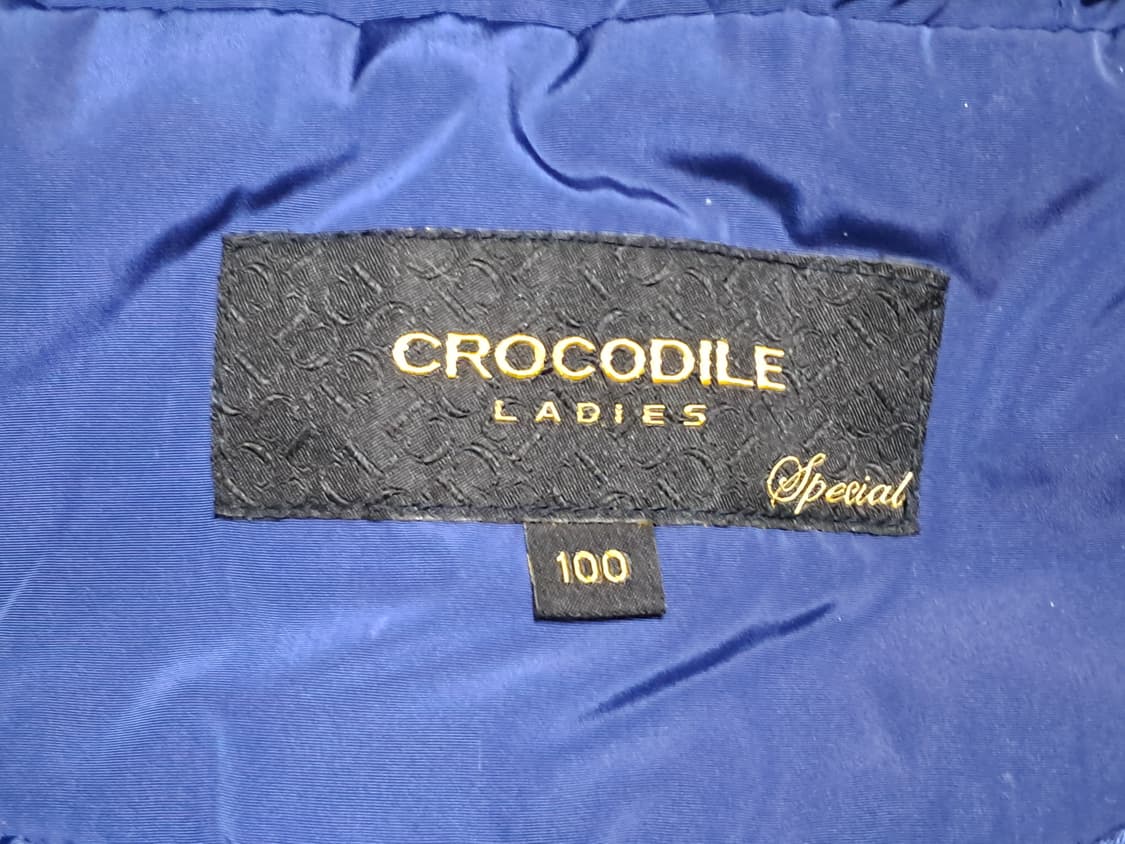 CROCODILE
LADIES
Special
100